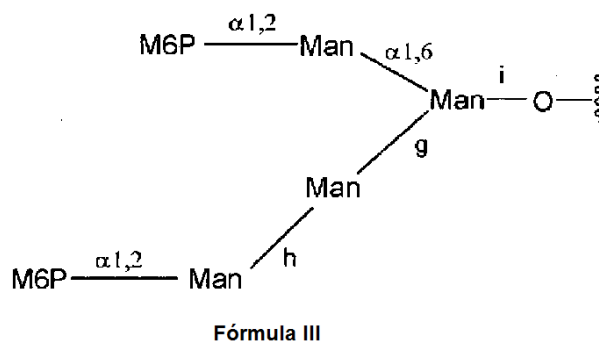 M6P α1,2 Man α1,6
Man i O
g
Man
M6P α1,2 Man h
Fórmula III